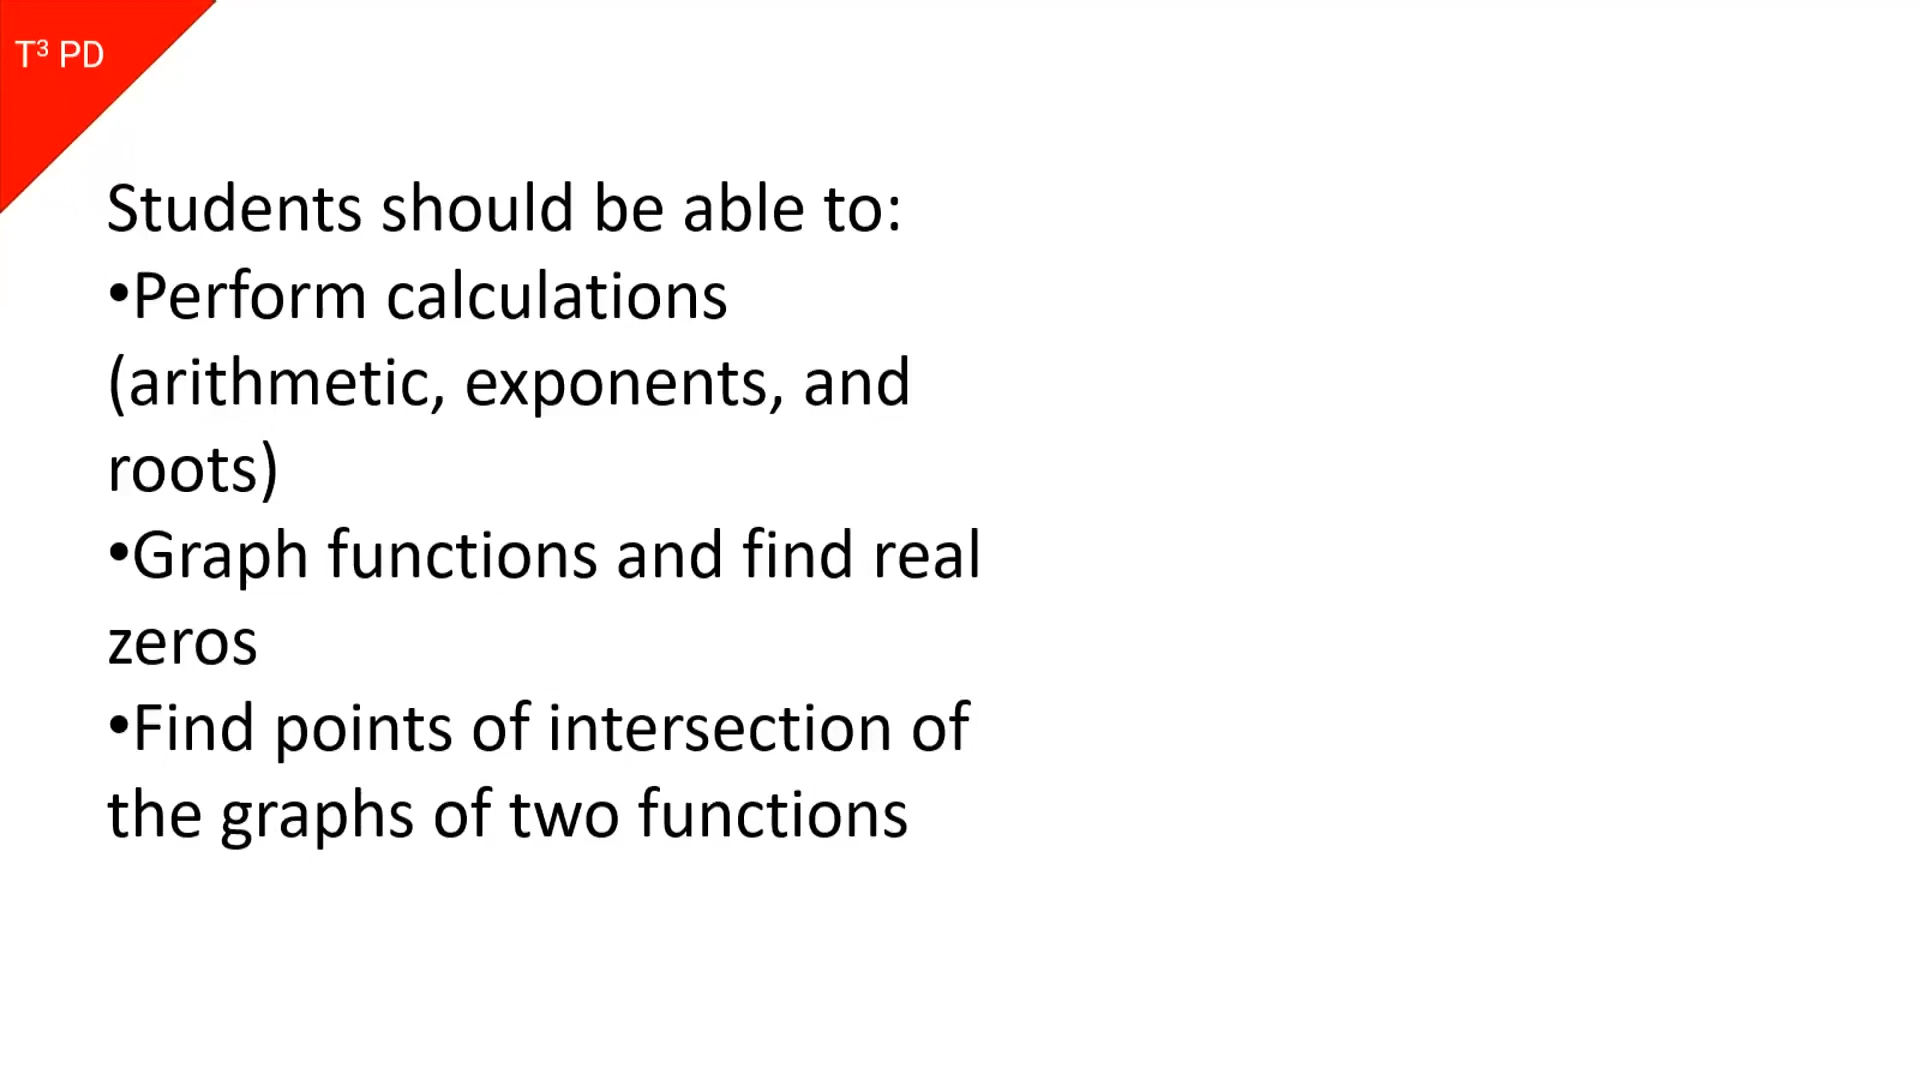 T³ PD
Students should be able to:
•Perform calculations
(arithmetic, exponents, and
roots)
•Graph functions and find real
zeros
•Find points of intersection of
the graphs of two functions